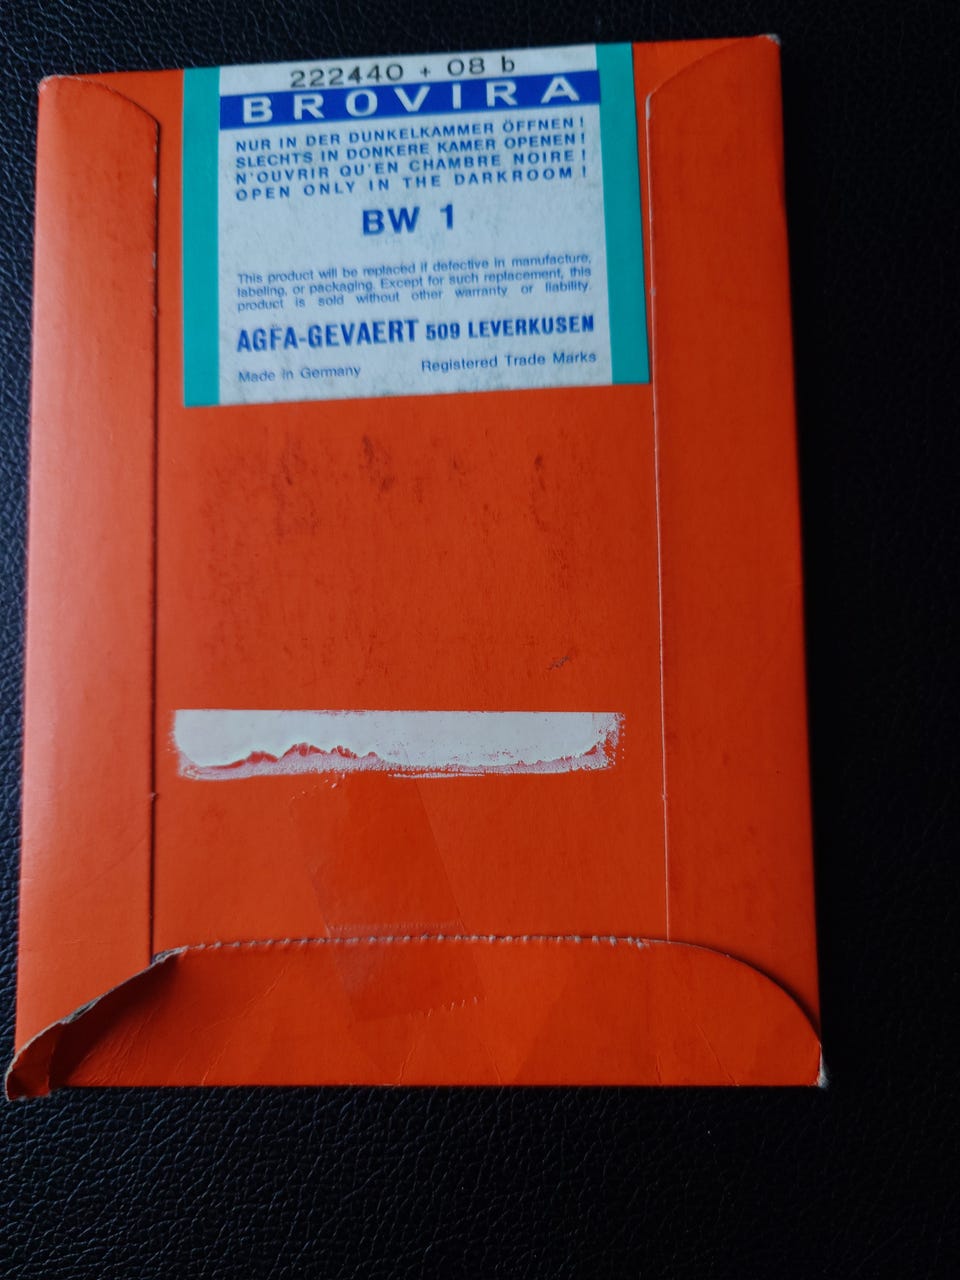 222440 + 08 b
BROVIRA
NUR IN DER DUNKELKAMMER ÖFFNEN!
SLECHTS IN DONKERE KAMER OPENEN!
N'OUVRIR QU'EN CHAMBRE NOIRE!
OPEN ONLY IN THE DARKROOM!
BW 1
This product will be replaced if defective in manufacture,
labeling, or packaging. Except for such replacement, this
product is sold without other warranty or liability.
AGFA-GEVAERT 509 LEVERKUSEN
Made in Germany Registered Trade Marks